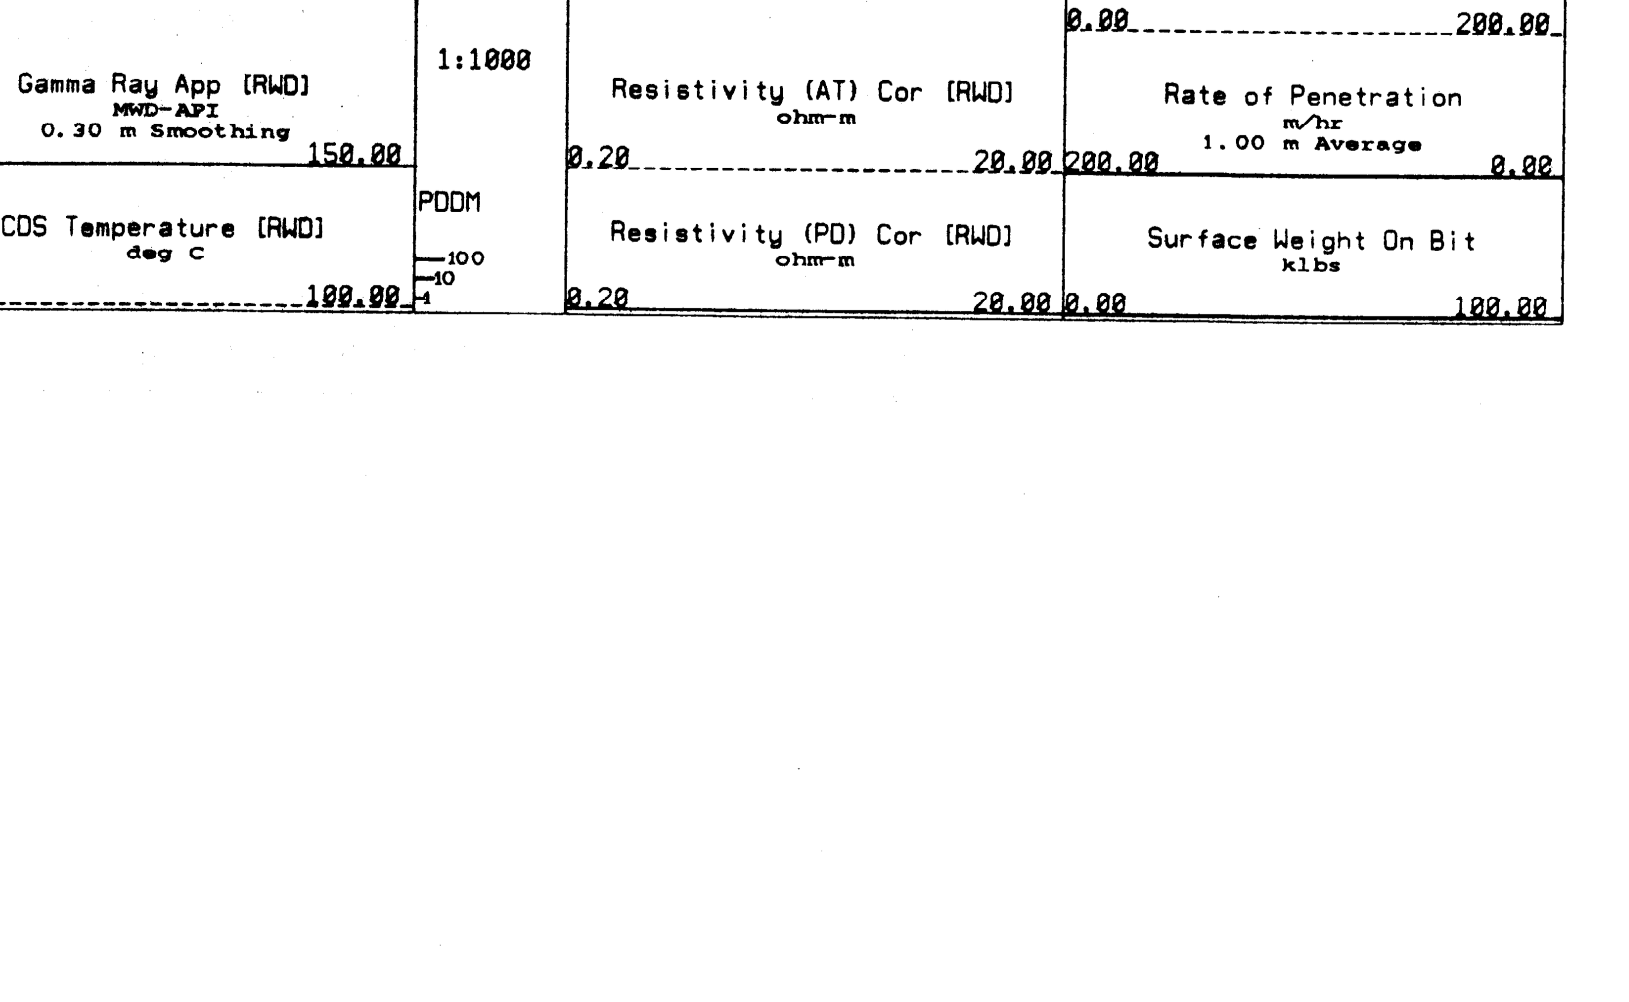 0.00 200.00
1:1000
Gamma Ray App [RWD]
MWD-API
0.30 m Smoothing
150.00
Resistivity (AT) Cor [RWD]
ohm-m
0.20 20.00
Rate of Penetration
m/hr
1.00 m Average
200.00 0.00
CDS Temperature [RWD]
deg C
100.00
PDDM
100
10
1
Resistivity (PD) Cor [RWD]
ohm-m
0.20 20.00
Surface Weight On Bit
klbs
0.00 100.00